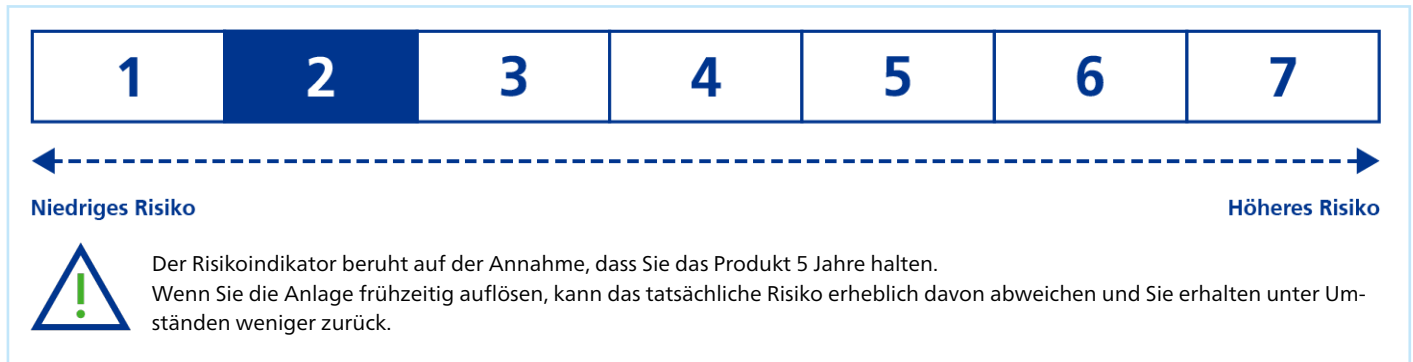 1 2 3 4 5 6 7
Niedriges Risiko Höheres Risiko
Der Risikoindikator beruht auf der Annahme, dass Sie das Produkt 5 Jahre halten.
Wenn Sie die Anlage frühzeitig auflösen, kann das tatsächliche Risiko erheblich davon abweichen und Sie erhalten unter Um-
ständen weniger zurück.